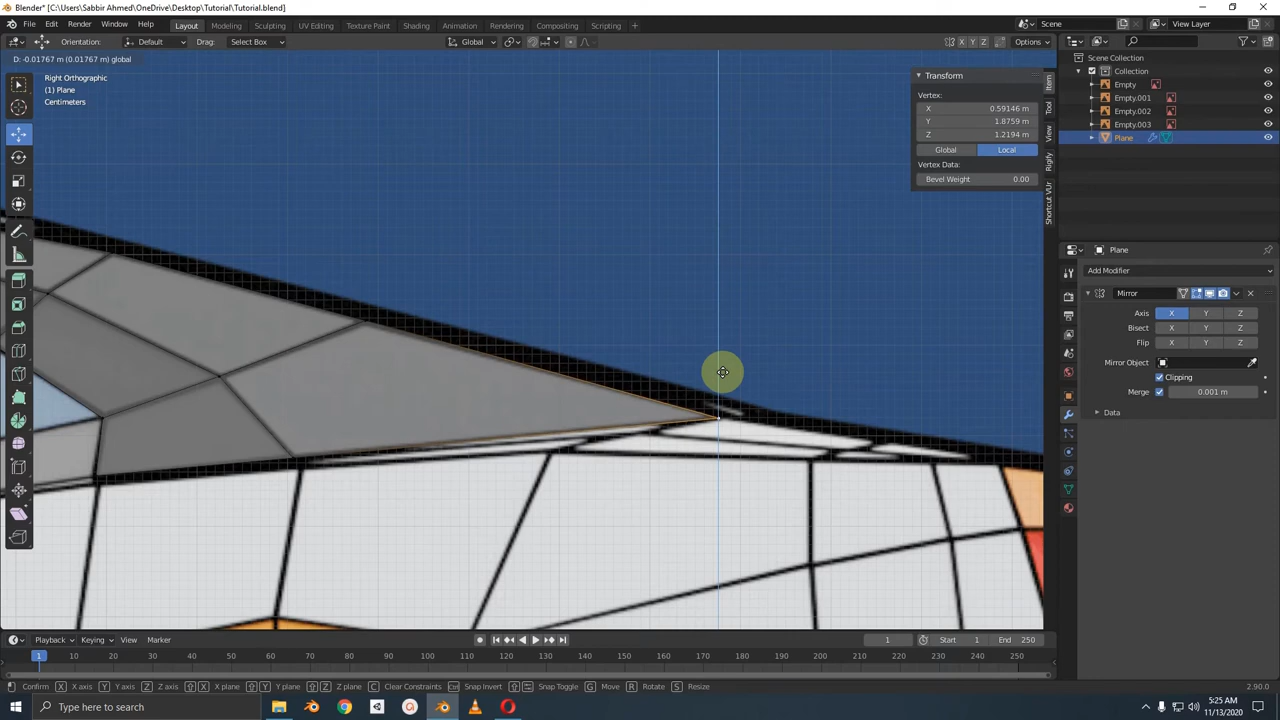 Blender* [C:\Users\Sabbir Ahmed\OneDrive\Desktop\Tutorial\Tutorial.blend]
File Edit Render Window Help Layout Modeling Sculpting UV Editing Texture Paint Shading Animation Rendering Compositing Scripting + Scene View Layer
Orientation: Default Drag: Select Box Global X Y Z Options
D: -0.01767 m (0.01767 m) global
Right Orthographic
(1) Plane
Centimeters
Transform
Vertex:
X 0.59146 m
Y 1.8759 m
Z 1.2194 m
Global Local
Vertex Data:
Bevel Weight 0.00
Item
Tool
View
Rigify
Shortcut VUr
Scene Collection
Collection
Empty
Empty.001
Empty.002
Empty.003
Plane
Plane
Add Modifier
Mirror
Axis X Y Z
Bisect X Y Z
Flip X Y Z
Mirror Object
Clipping
Merge 0.001 m
Data
Playback Keying View Marker 1 Start 1 End 250
1 10 20 30 40 50 60 70 80 90 100 110 120 130 140 150 160 170 180 190 200 210 220 230 240 250
Confirm X X axis Y Y axis Z Z axis X X plane Y Y plane Z Z plane C Clear Constraints Snap Invert Snap Toggle G Move R Rotate S Resize 2.90.0
Type here to search
5:25 AM
11/13/2020